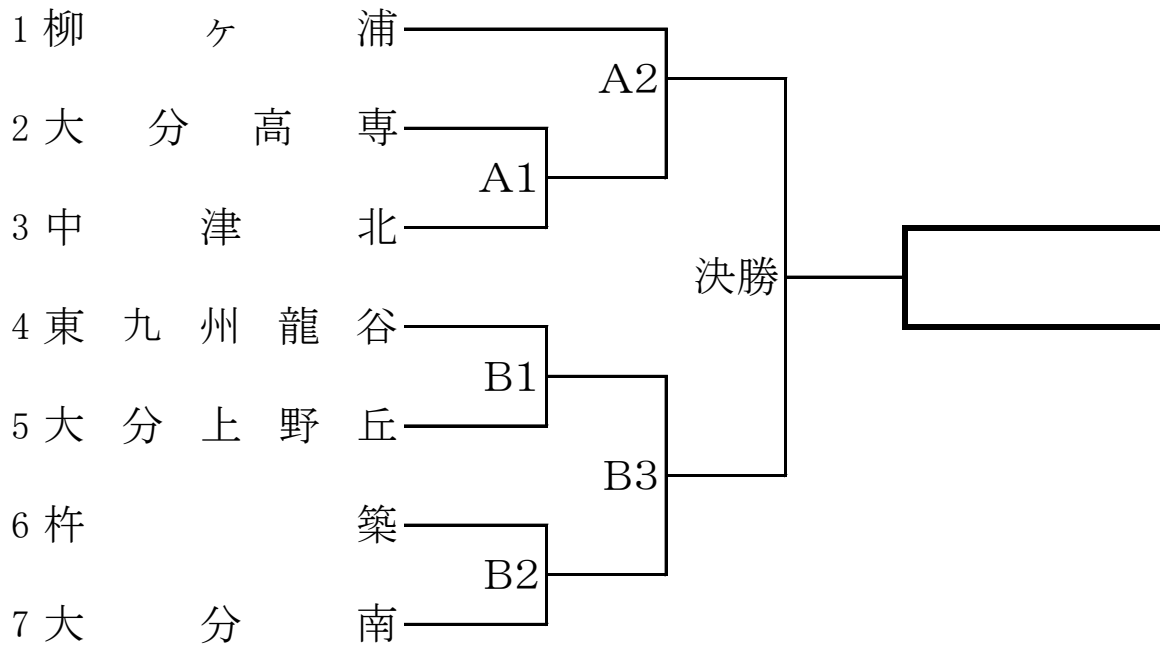 1 柳ヶ浦
A2
2 大分高専
A1
3 中津北
決勝
4 東九州龍谷
B1
5 大分上野丘
B3
6 杵築
B2
7 大分南